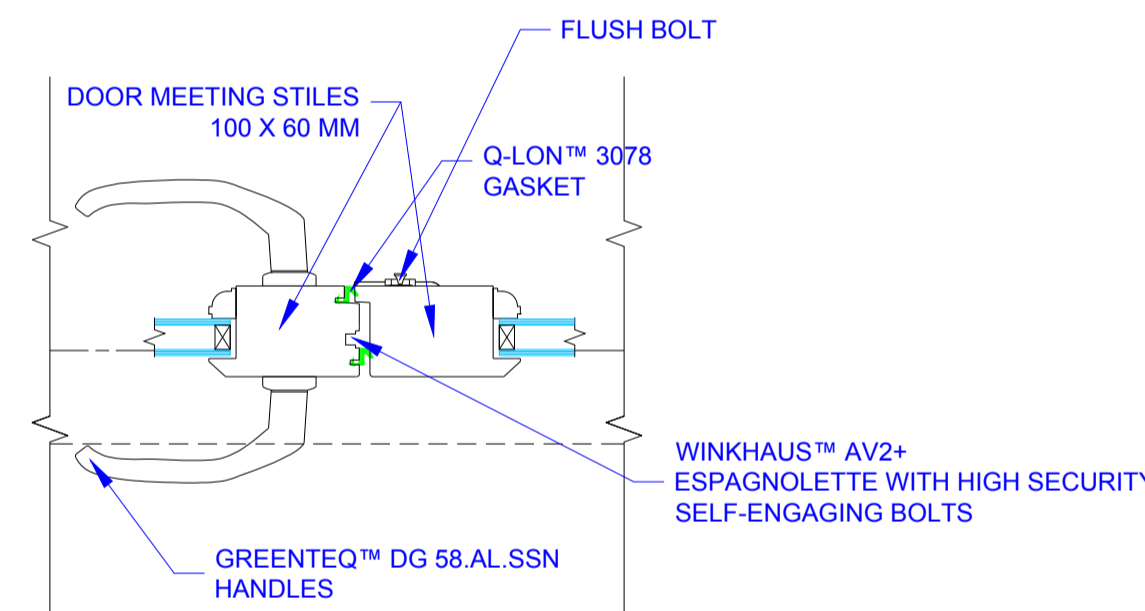 FLUSH BOLT
DOOR MEETING STILES
100 X 60 MM
Q-LON™ 3078
GASKET
WINKHAUS™ AV2+
ESPAGNOLETTE WITH HIGH SECURITY
SELF-ENGAGING BOLTS
GREENTEQ™ DG 58.AL.SSN
HANDLES